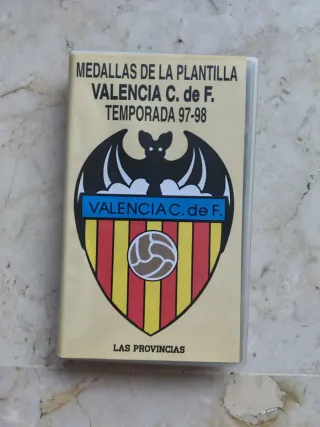 MEDALLAS DE LA PLANTILLA
VALENCIA C. de F.
TEMPORADA 97-98
VALENCIA C. de F.
LAS PROVINCIAS